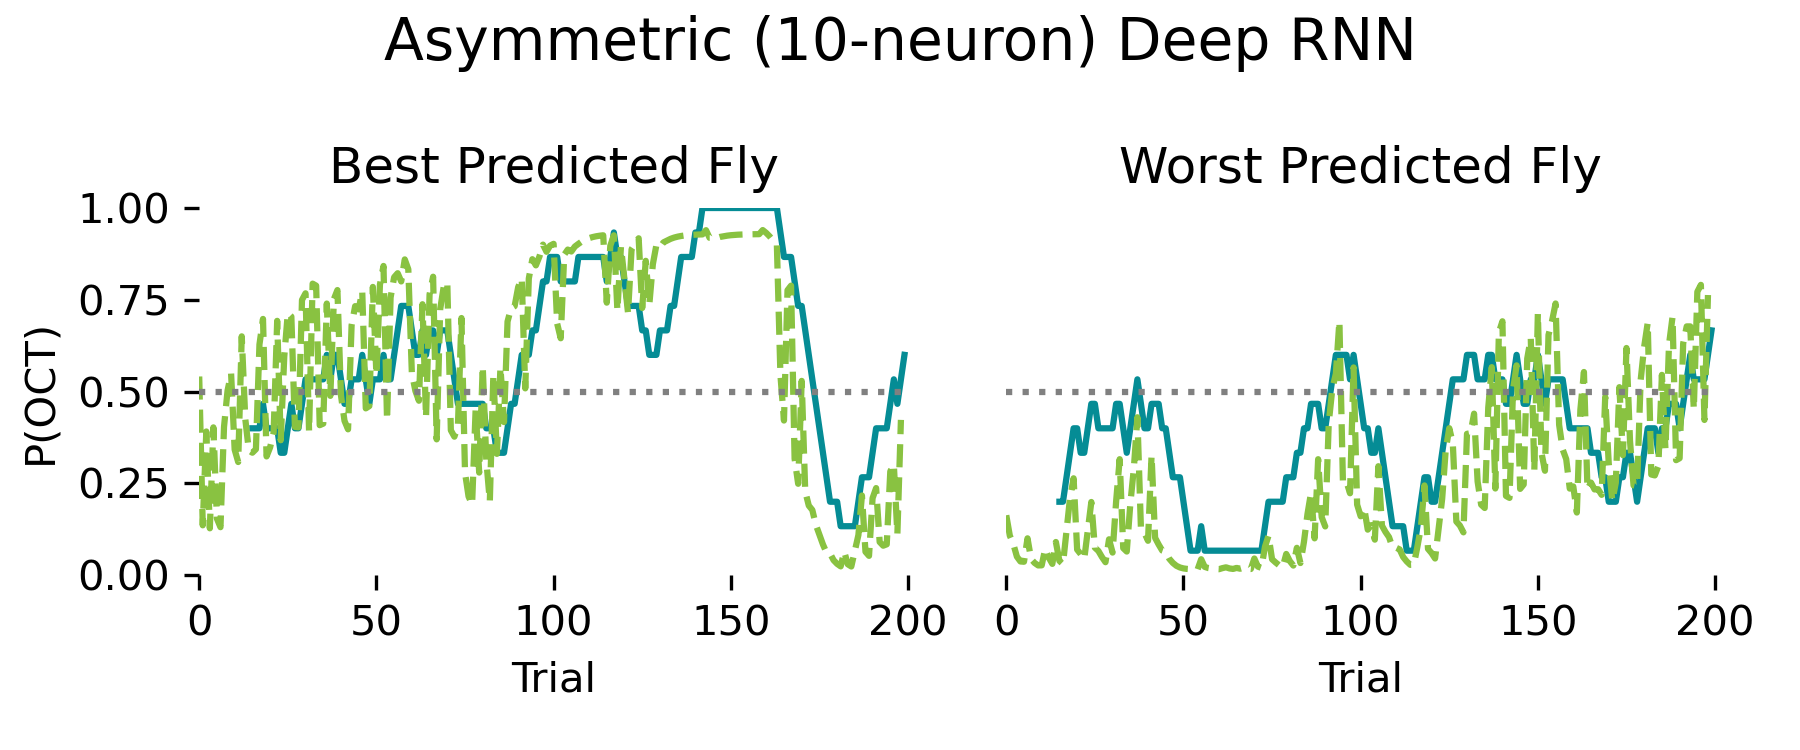 Asymmetric (10-neuron) Deep RNN
Best Predicted Fly
Worst Predicted Fly
P(OCT)
1.00
0.75
0.50
0.25
0.00
0 50 100 150 200
0 50 100 150 200
Trial
Trial